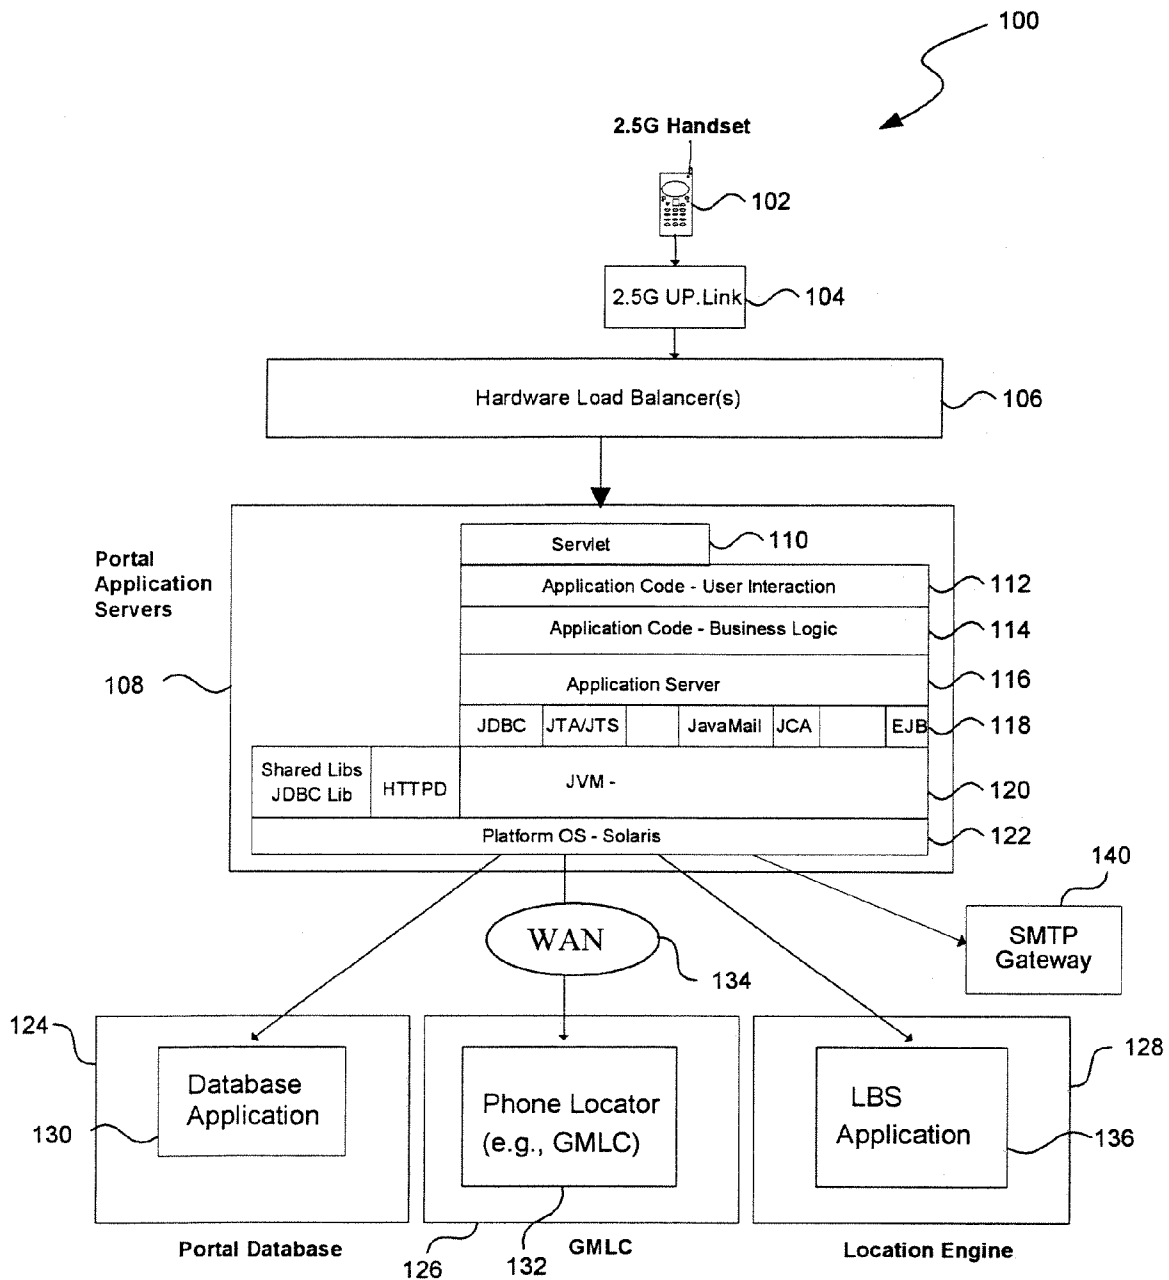 100
2.5G Handset
102
2.5G UP.Link
104
Hardware Load Balancer(s)
106
Portal
Application
Servers
108
Servlet
110
Application Code - User Interaction
112
Application Code - Business Logic
114
Application Server
116
JDBC JTA/JTS JavaMail JCA EJB
118
Shared Libs
JDBC Lib
HTTPD
JVM -
120
Platform OS - Solaris
122
140
SMTP
Gateway
WAN
134
124
Database
Application
130
Portal Database
Phone Locator
(e.g., GMLC)
126
132
GMLC
128
LBS
Application
136
Location Engine